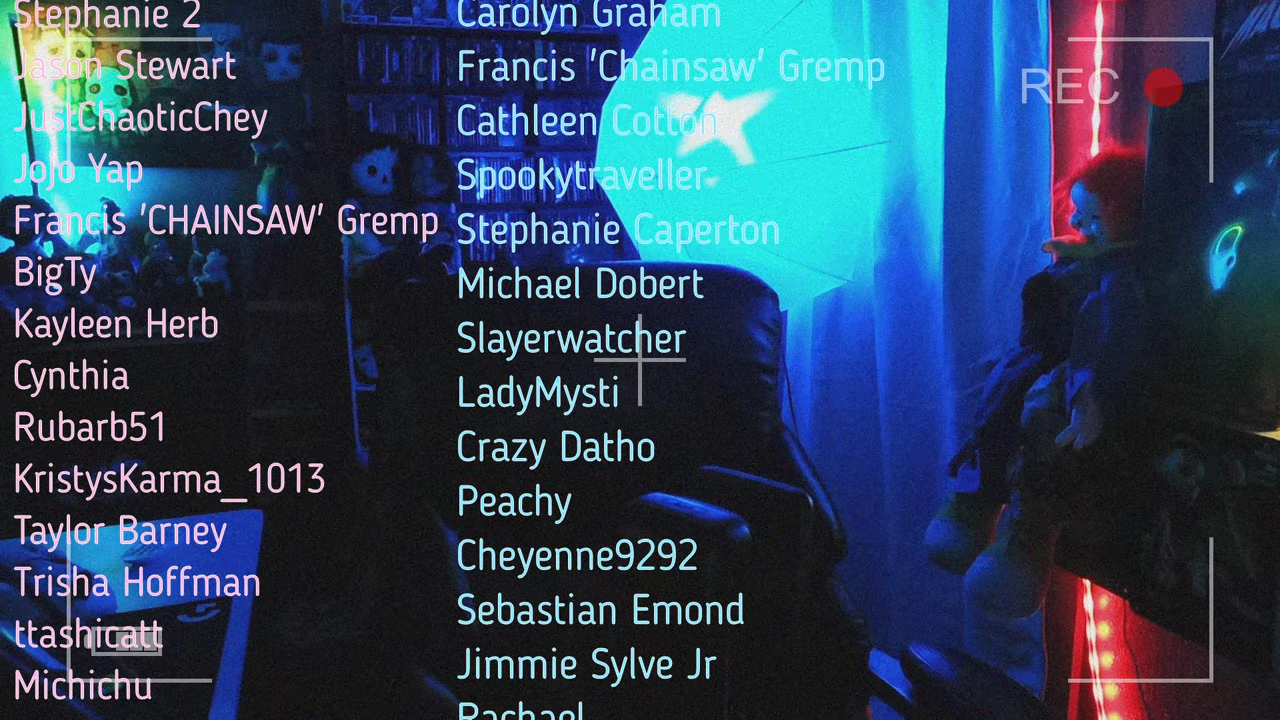 Stephanie 2
Jason Stewart
JustChaoticChey
Jojo Yap
Francis 'CHAINSAW' Gremp
BigTy
Kayleen Herb
Cynthia
Rubarb51
KristysKarma_1013
Taylor Barney
Trisha Hoffman
ttashicatt
Michichu
Carolyn Graham
Francis 'Chainsaw' Gremp
Cathleen Cotton
Spookytraveller
Stephanie Caperton
Michael Dobert
Slayerwatcher
LadyMysti
Crazy Datho
Peachy
Cheyenne9292
Sebastian Emond
Jimmie Sylve Jr
Rachael
REC